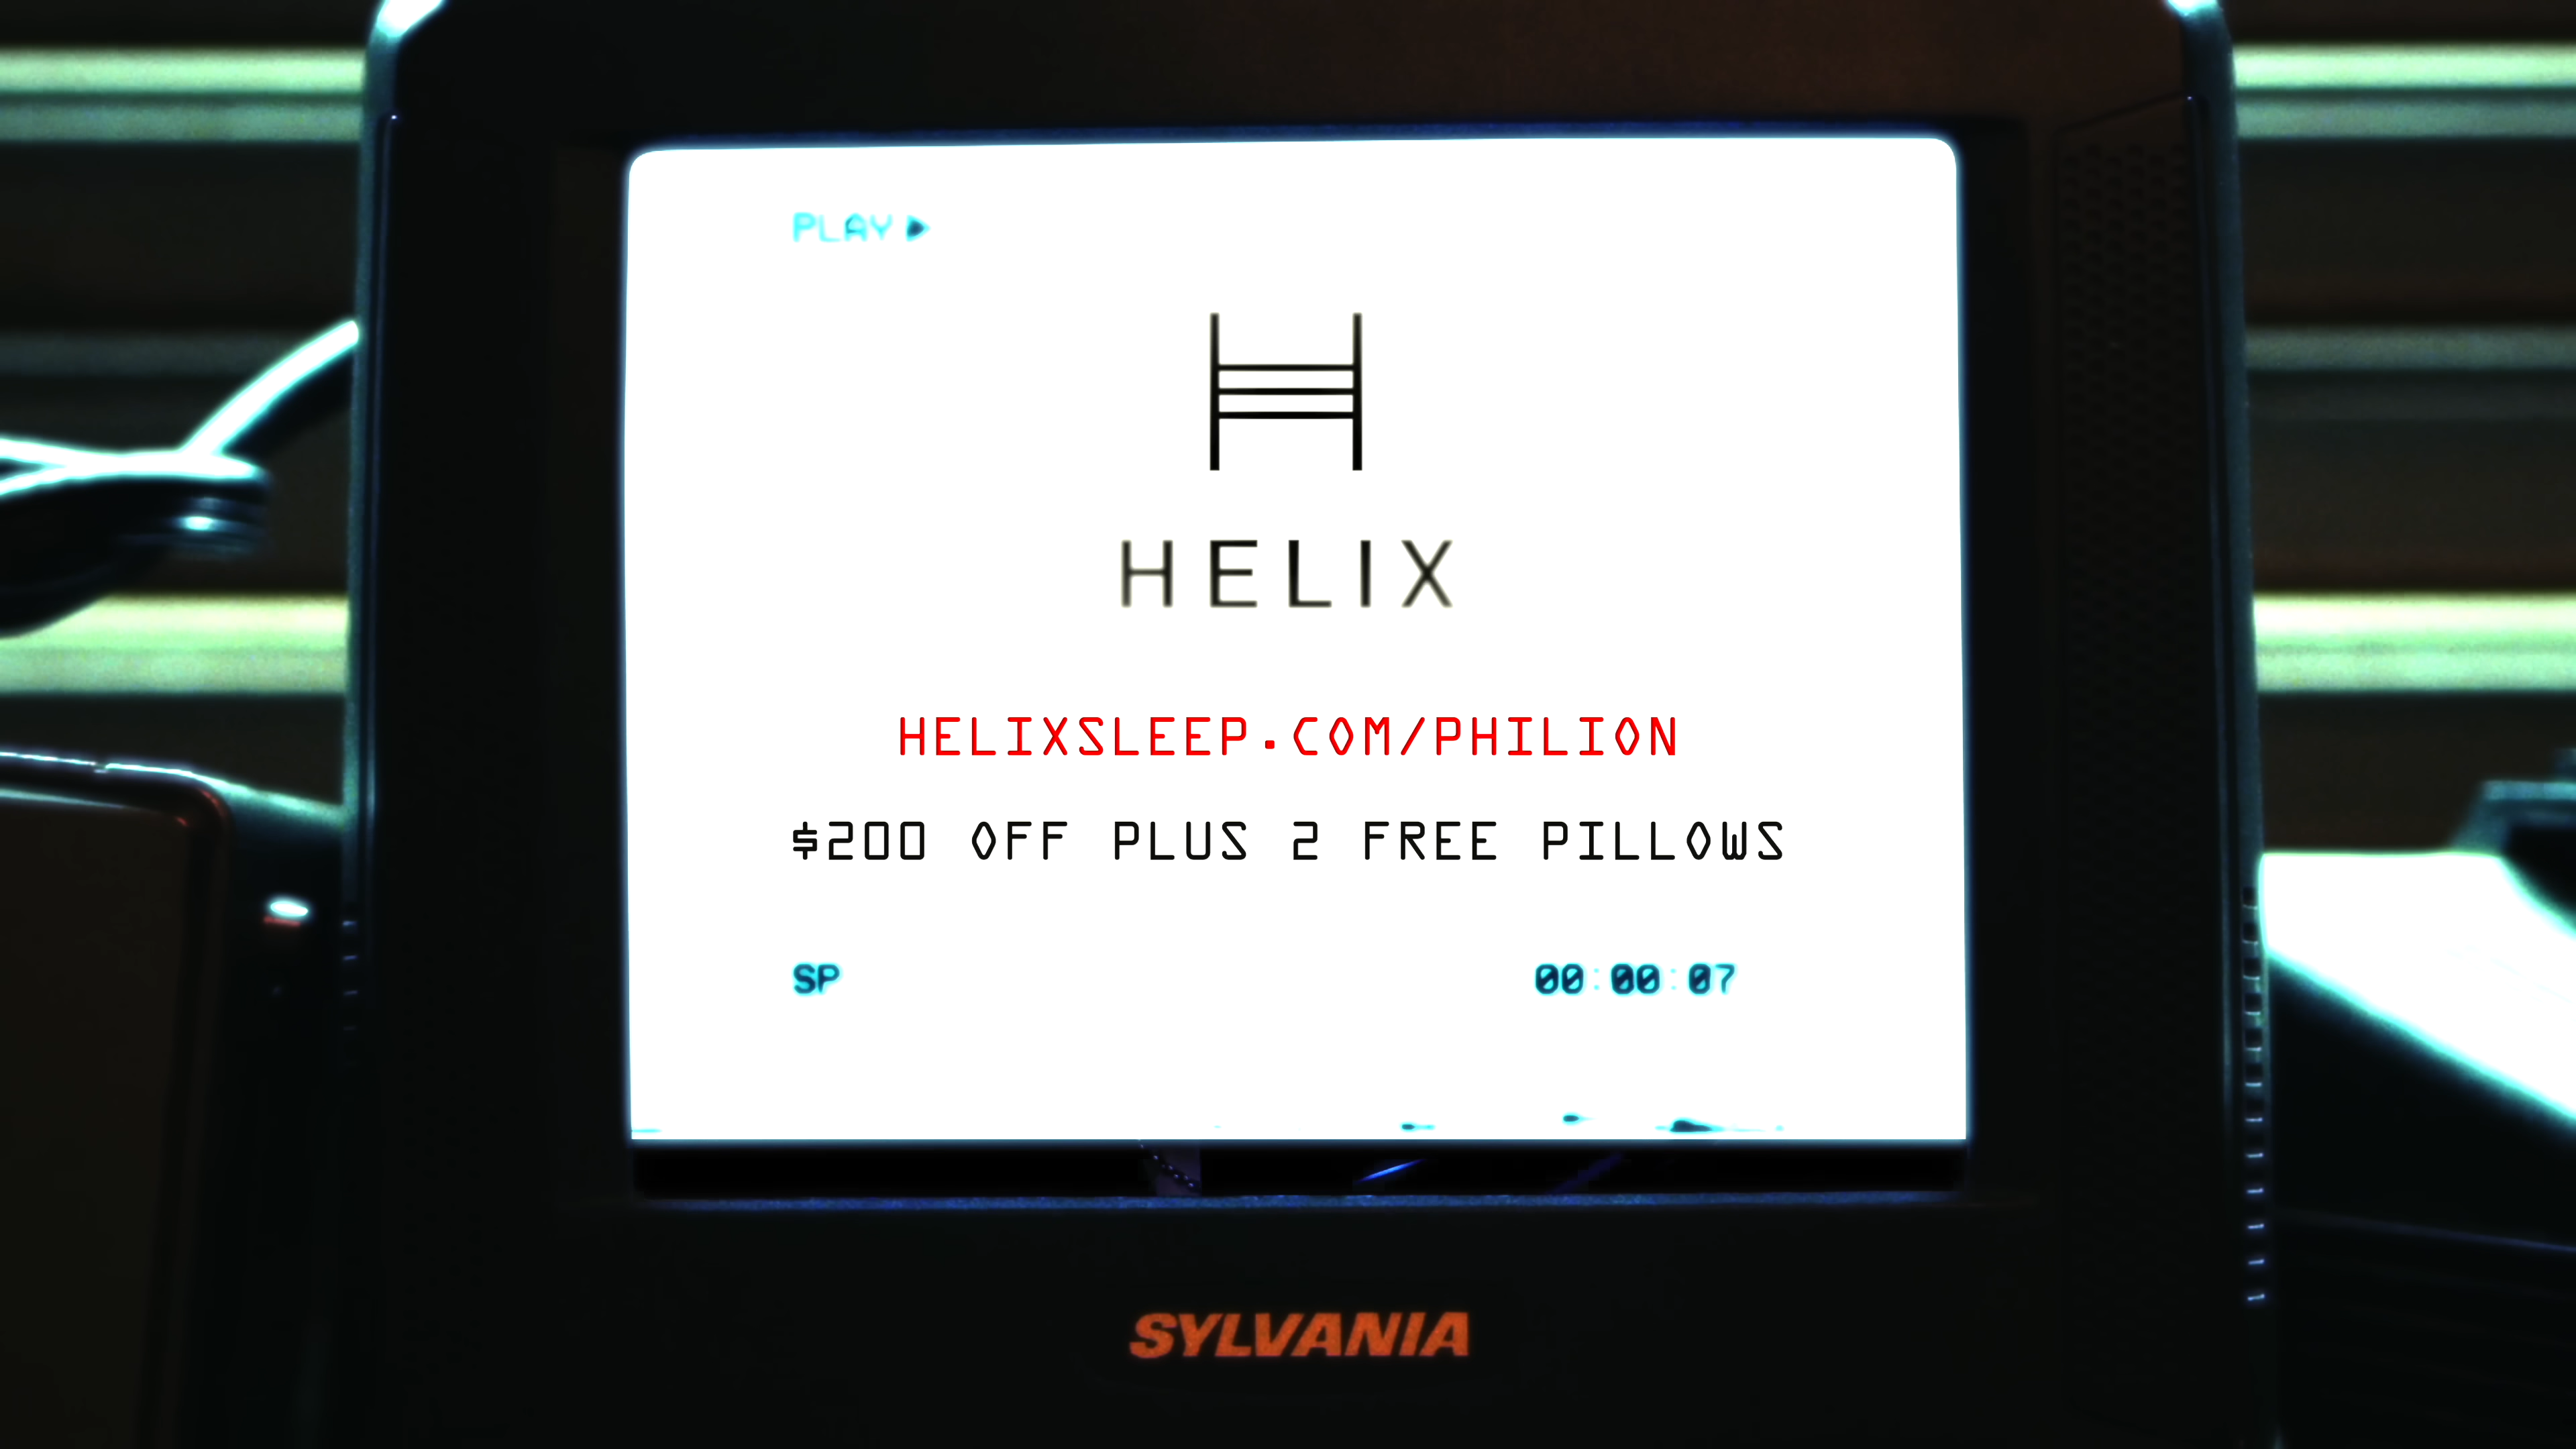 PLAY ▶
HELIX
HELIXSLEEP.COM/PHILION
$200 OFF PLUS 2 FREE PILLOWS
SP 00:00:07
SYLVANIA